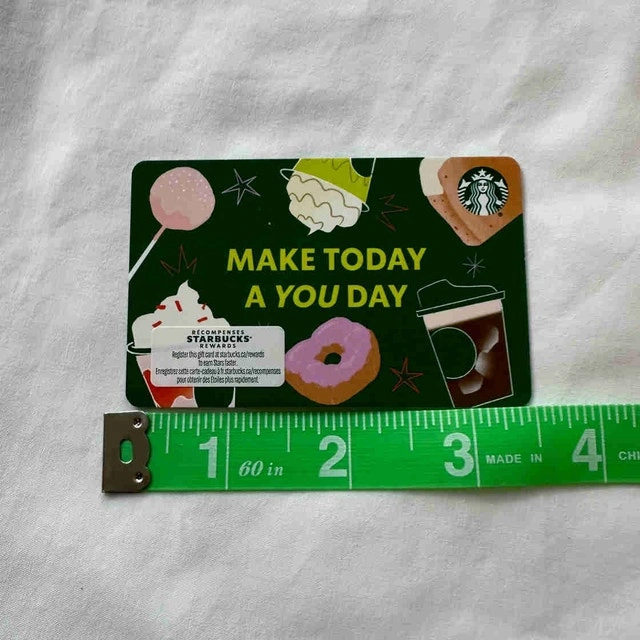 MAKE TODAY
A YOU DAY
RÉCOMPENSES
STARBUCKS®
REWARDS
Register this gift card at starbucks.ca/rewards
to earn Stars faster.
Enregistrez cette carte-cadeau à fr.starbucks.ca/recompenses
pour obtenir des Étoiles plus rapidement
1 60 in 2 3 MADE IN 4 CHI